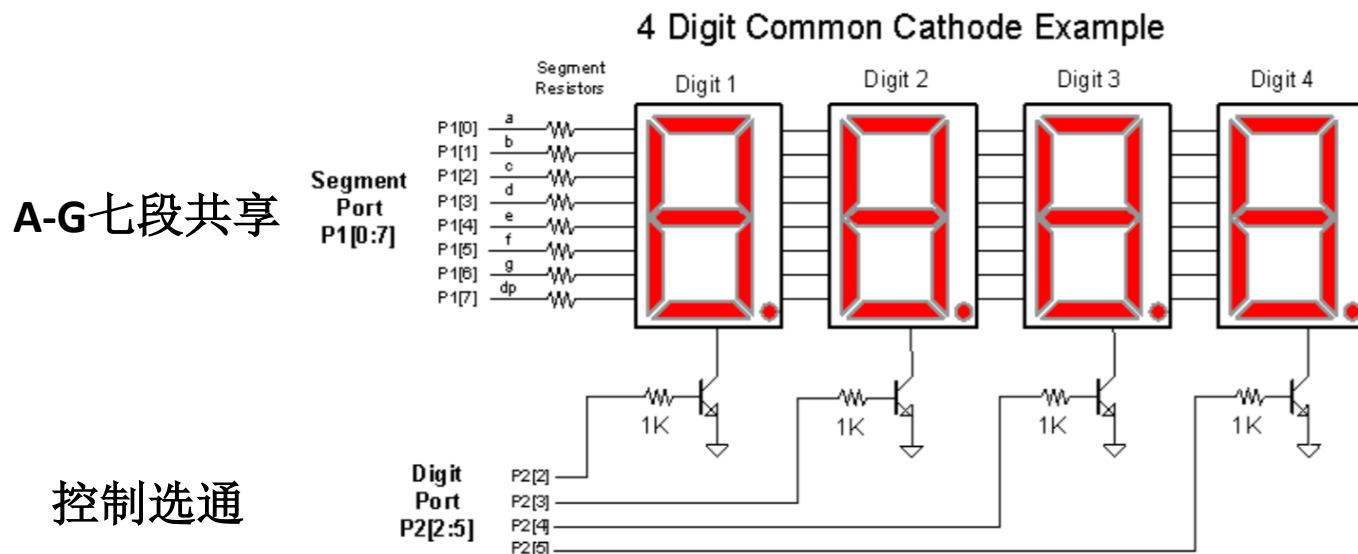 4 Digit Common Cathode Example
Segment
Resistors
Digit 1
Digit 2
Digit 3
Digit 4
A-G七段共享
Segment
Port
P1[0:7]
P1[0] a
P1[1] b
P1[2] c
P1[3] d
P1[4] e
P1[5] f
P1[6] g
P1[7] dp
1K
1K
1K
1K
控制选通
Digit
Port
P2[2:5]
P2[2]
P2[3]
P2[4]
P2[5]